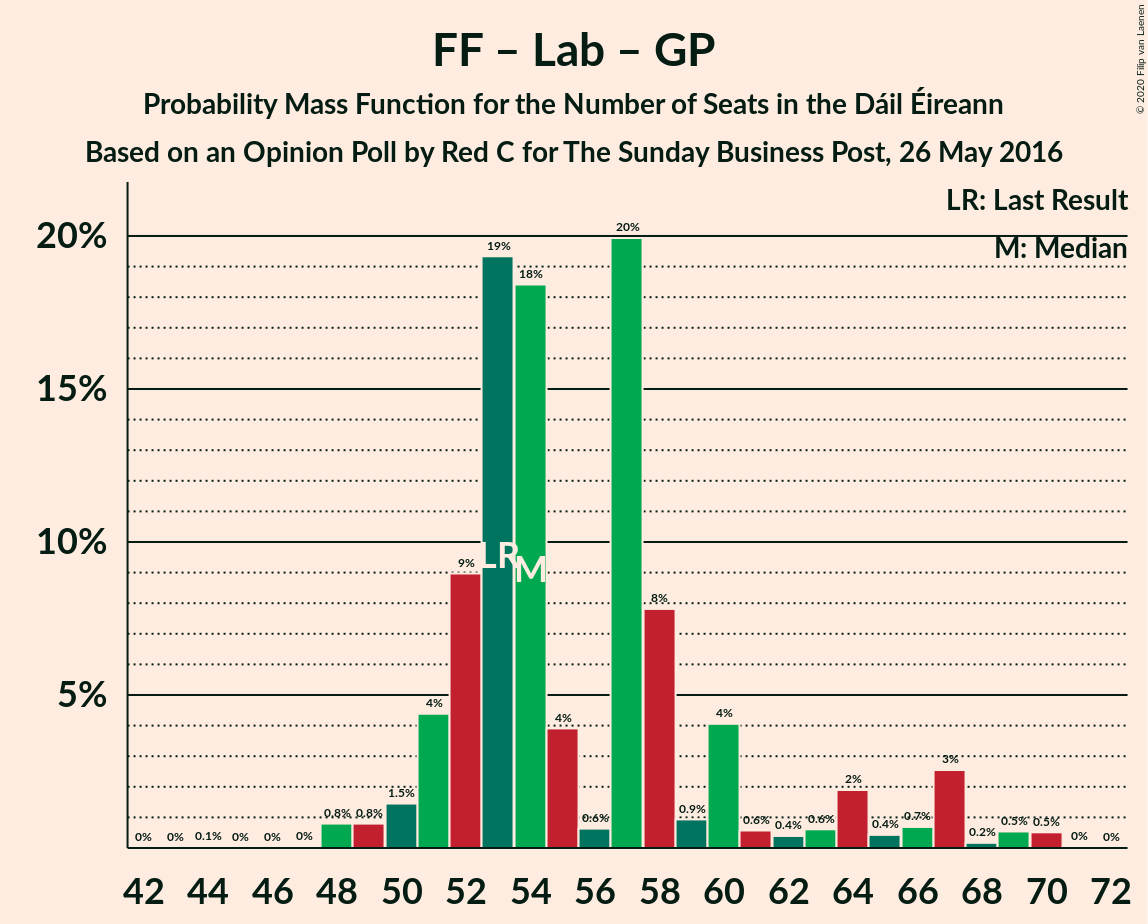 FF – Lab – GP
Probability Mass Function for the Number of Seats in the Dáil Éireann
Based on an Opinion Poll by Red C for The Sunday Business Post, 26 May 2016
© 2020 Filip van Laenen
LR: Last Result
M: Median
20%
15%
10%
5%
0% 0% 0.1% 0% 0% 0% 0.8% 0.8% 1.5% 4% 9% 19% 18% 4% 0.6% 20% 8% 0.9% 4% 0.6% 0.4% 0.6% 2% 0.4% 0.7% 3% 0.2% 0.5% 0.5% 0% 0%
LR M
42 44 46 48 50 52 54 56 58 60 62 64 66 68 70 72